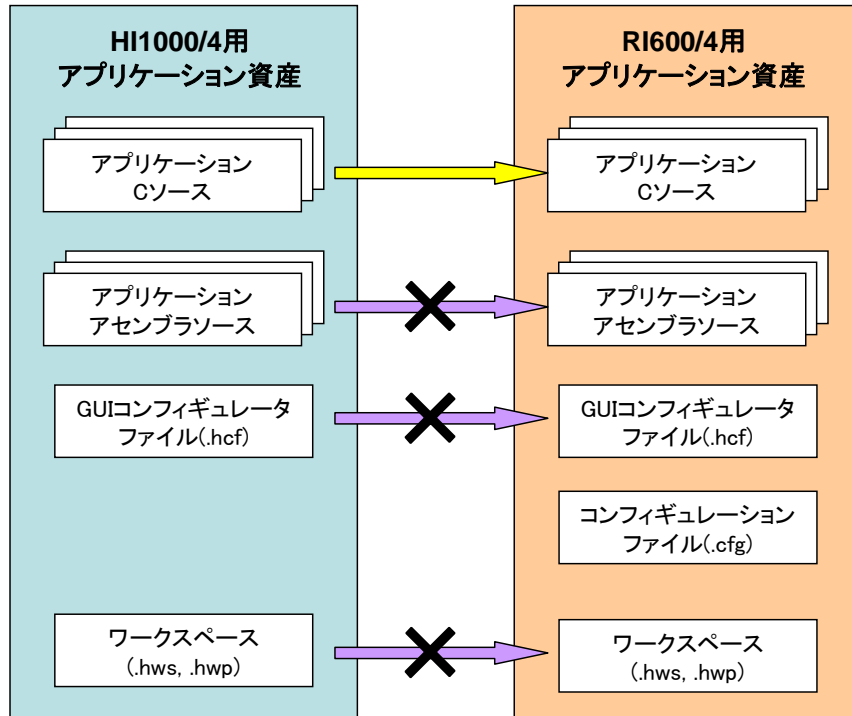 HI1000/4用
アプリケーション資産
アプリケーション
Cソース
アプリケーション
アセンブラソース
GUIコンフィギュレータ
ファイル(.hcf)
ワークスペース
(.hws, .hwp)
RI600/4用
アプリケーション資産
アプリケーション
Cソース
アプリケーション
アセンブラソース
GUIコンフィギュレータ
ファイル(.hcf)
コンフィギュレーション
ファイル(.cfg)
ワークスペース
(.hws, .hwp)